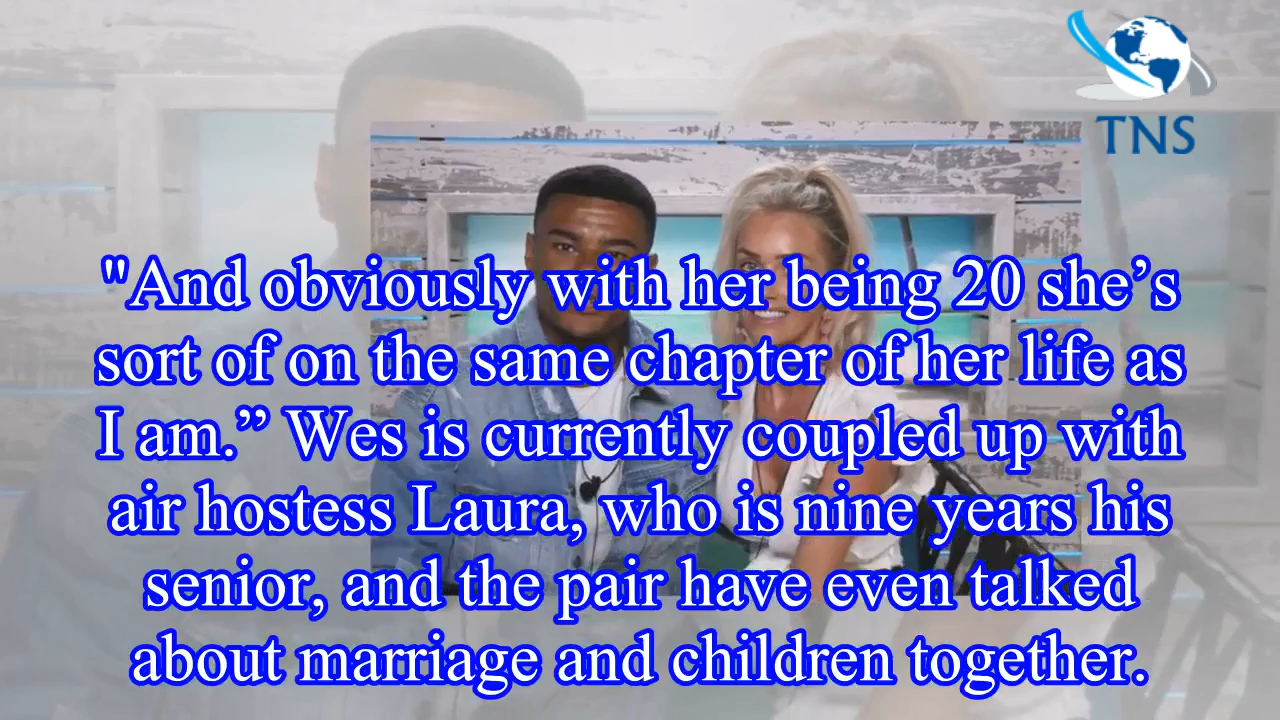 TNS
"And obviously with her being 20 she’s
sort of on the same chapter of her life as
I am.” Wes is currently coupled up with
air hostess Laura, who is nine years his
senior, and the pair have even talked
about marriage and children together.